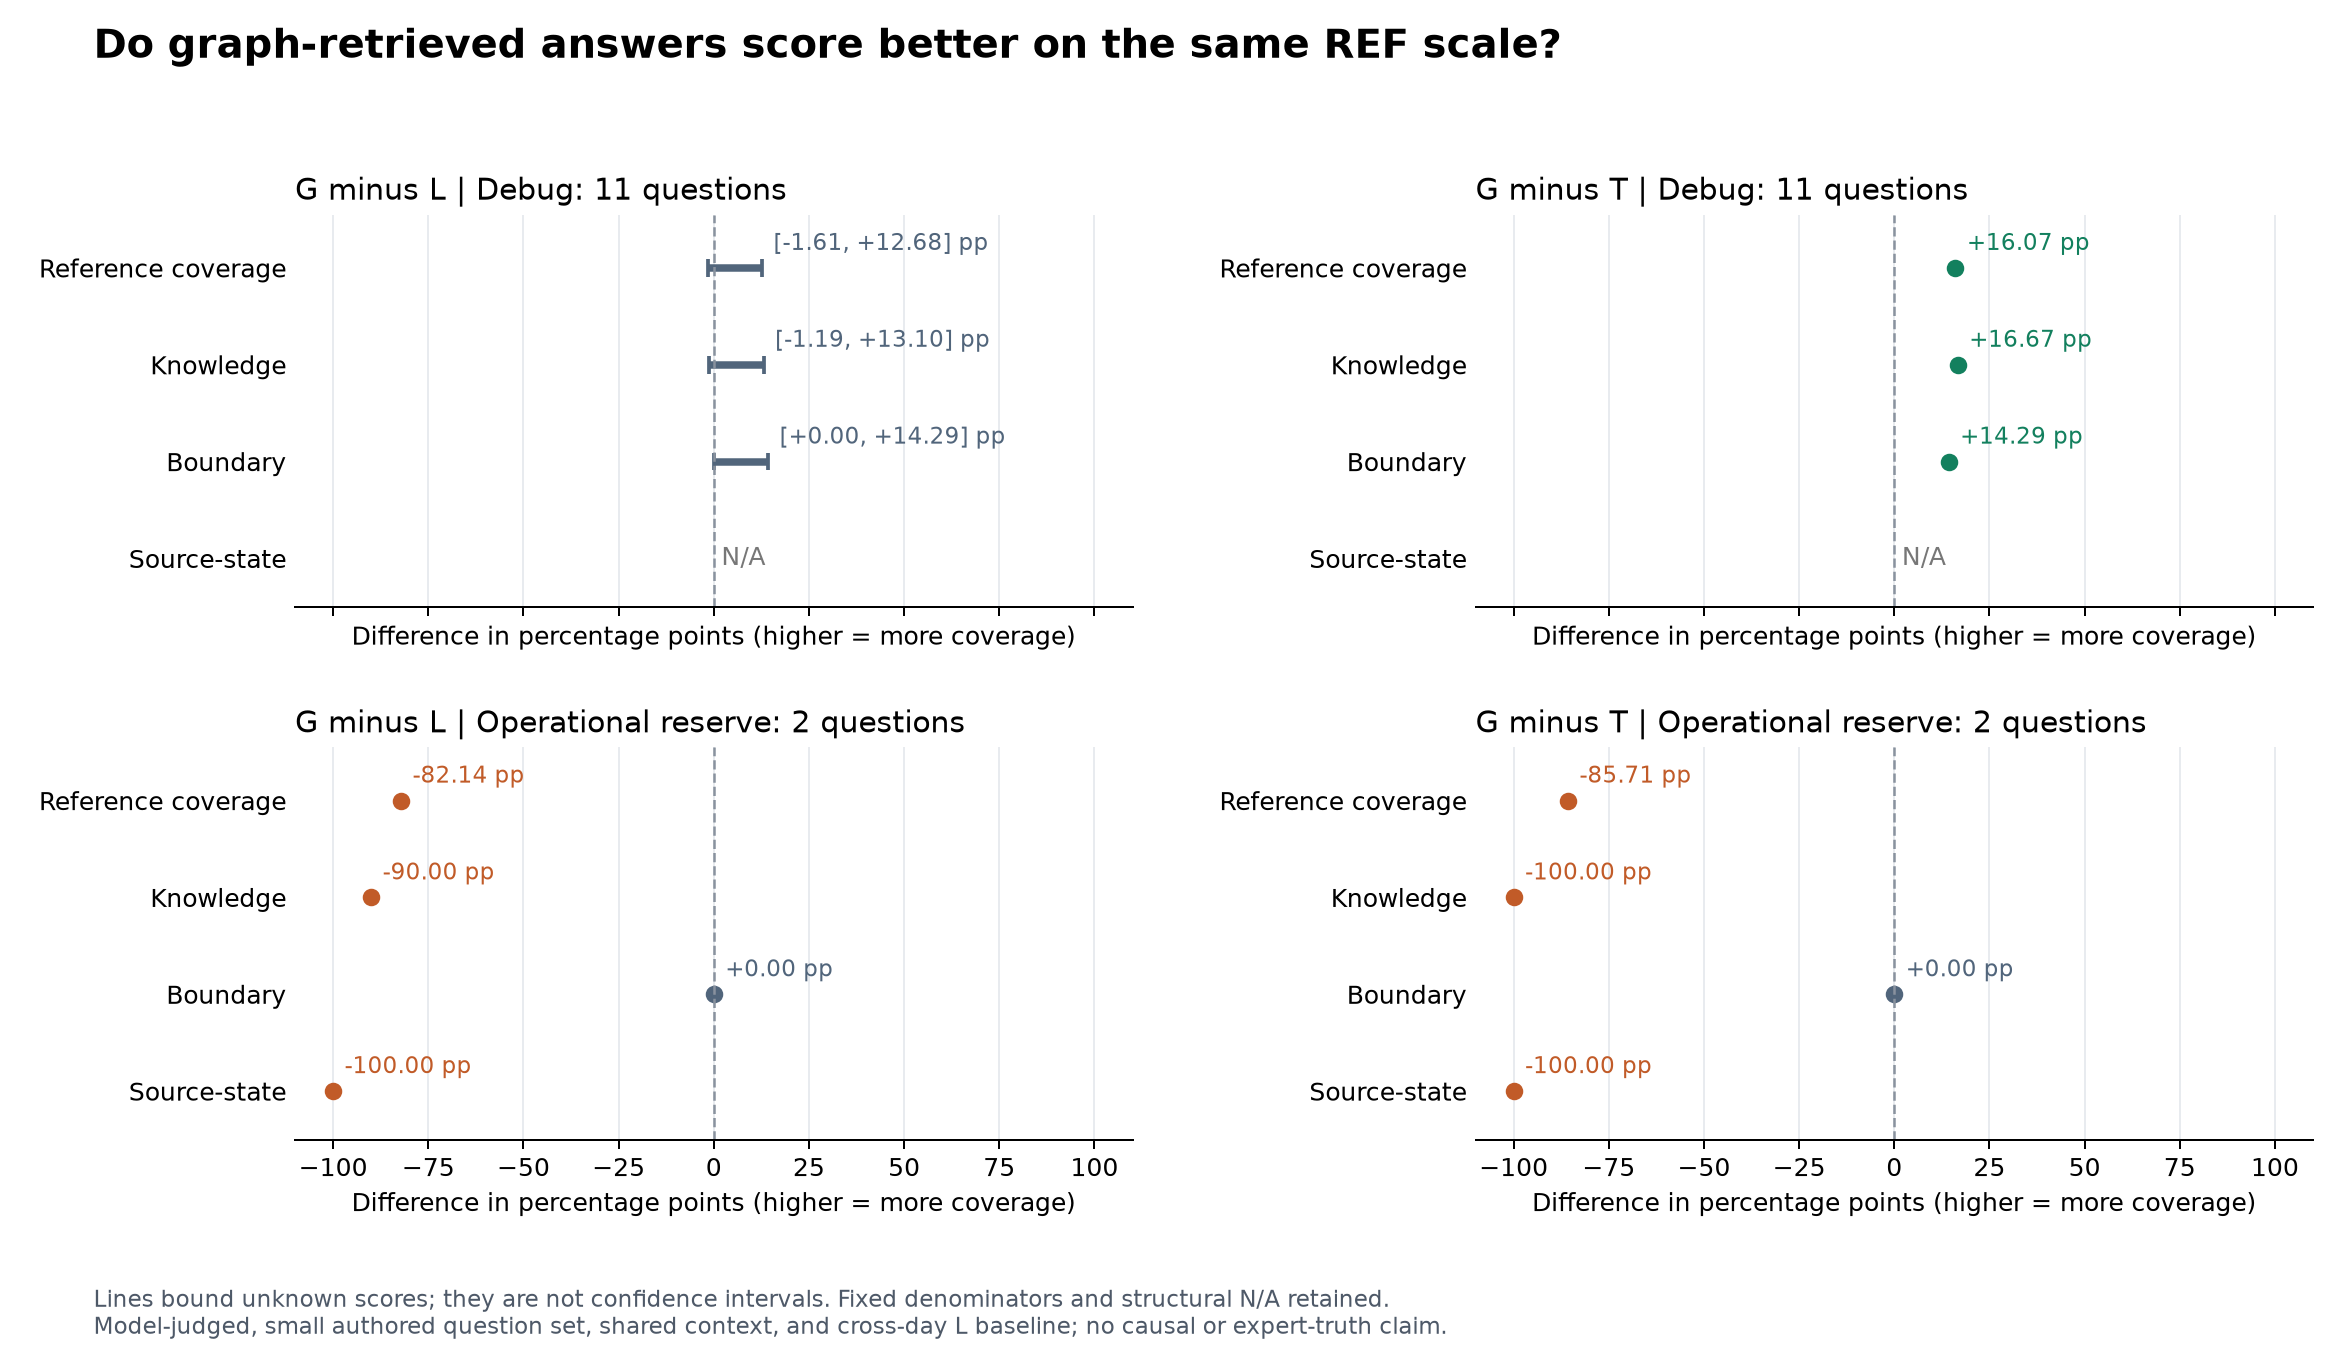 Do graph-retrieved answers score better on the same REF scale?
G minus L | Debug: 11 questions
Reference coverage
[-1.61, +12.68] pp
Knowledge
[-1.19, +13.10] pp
Boundary
[+0.00, +14.29] pp
Source-state
N/A
Difference in percentage points (higher = more coverage)
G minus T | Debug: 11 questions
Reference coverage
+16.07 pp
Knowledge
+16.67 pp
Boundary
+14.29 pp
Source-state
N/A
Difference in percentage points (higher = more coverage)
G minus L | Operational reserve: 2 questions
Reference coverage
-82.14 pp
Knowledge
-90.00 pp
Boundary
+0.00 pp
Source-state
-100.00 pp
−100 −75 −50 −25 0 25 50 75 100
Difference in percentage points (higher = more coverage)
G minus T | Operational reserve: 2 questions
Reference coverage
-85.71 pp
Knowledge
-100.00 pp
Boundary
+0.00 pp
Source-state
-100.00 pp
−100 −75 −50 −25 0 25 50 75 100
Difference in percentage points (higher = more coverage)
Lines bound unknown scores; they are not confidence intervals. Fixed denominators and structural N/A retained.
Model-judged, small authored question set, shared context, and cross-day L baseline; no causal or expert-truth claim.